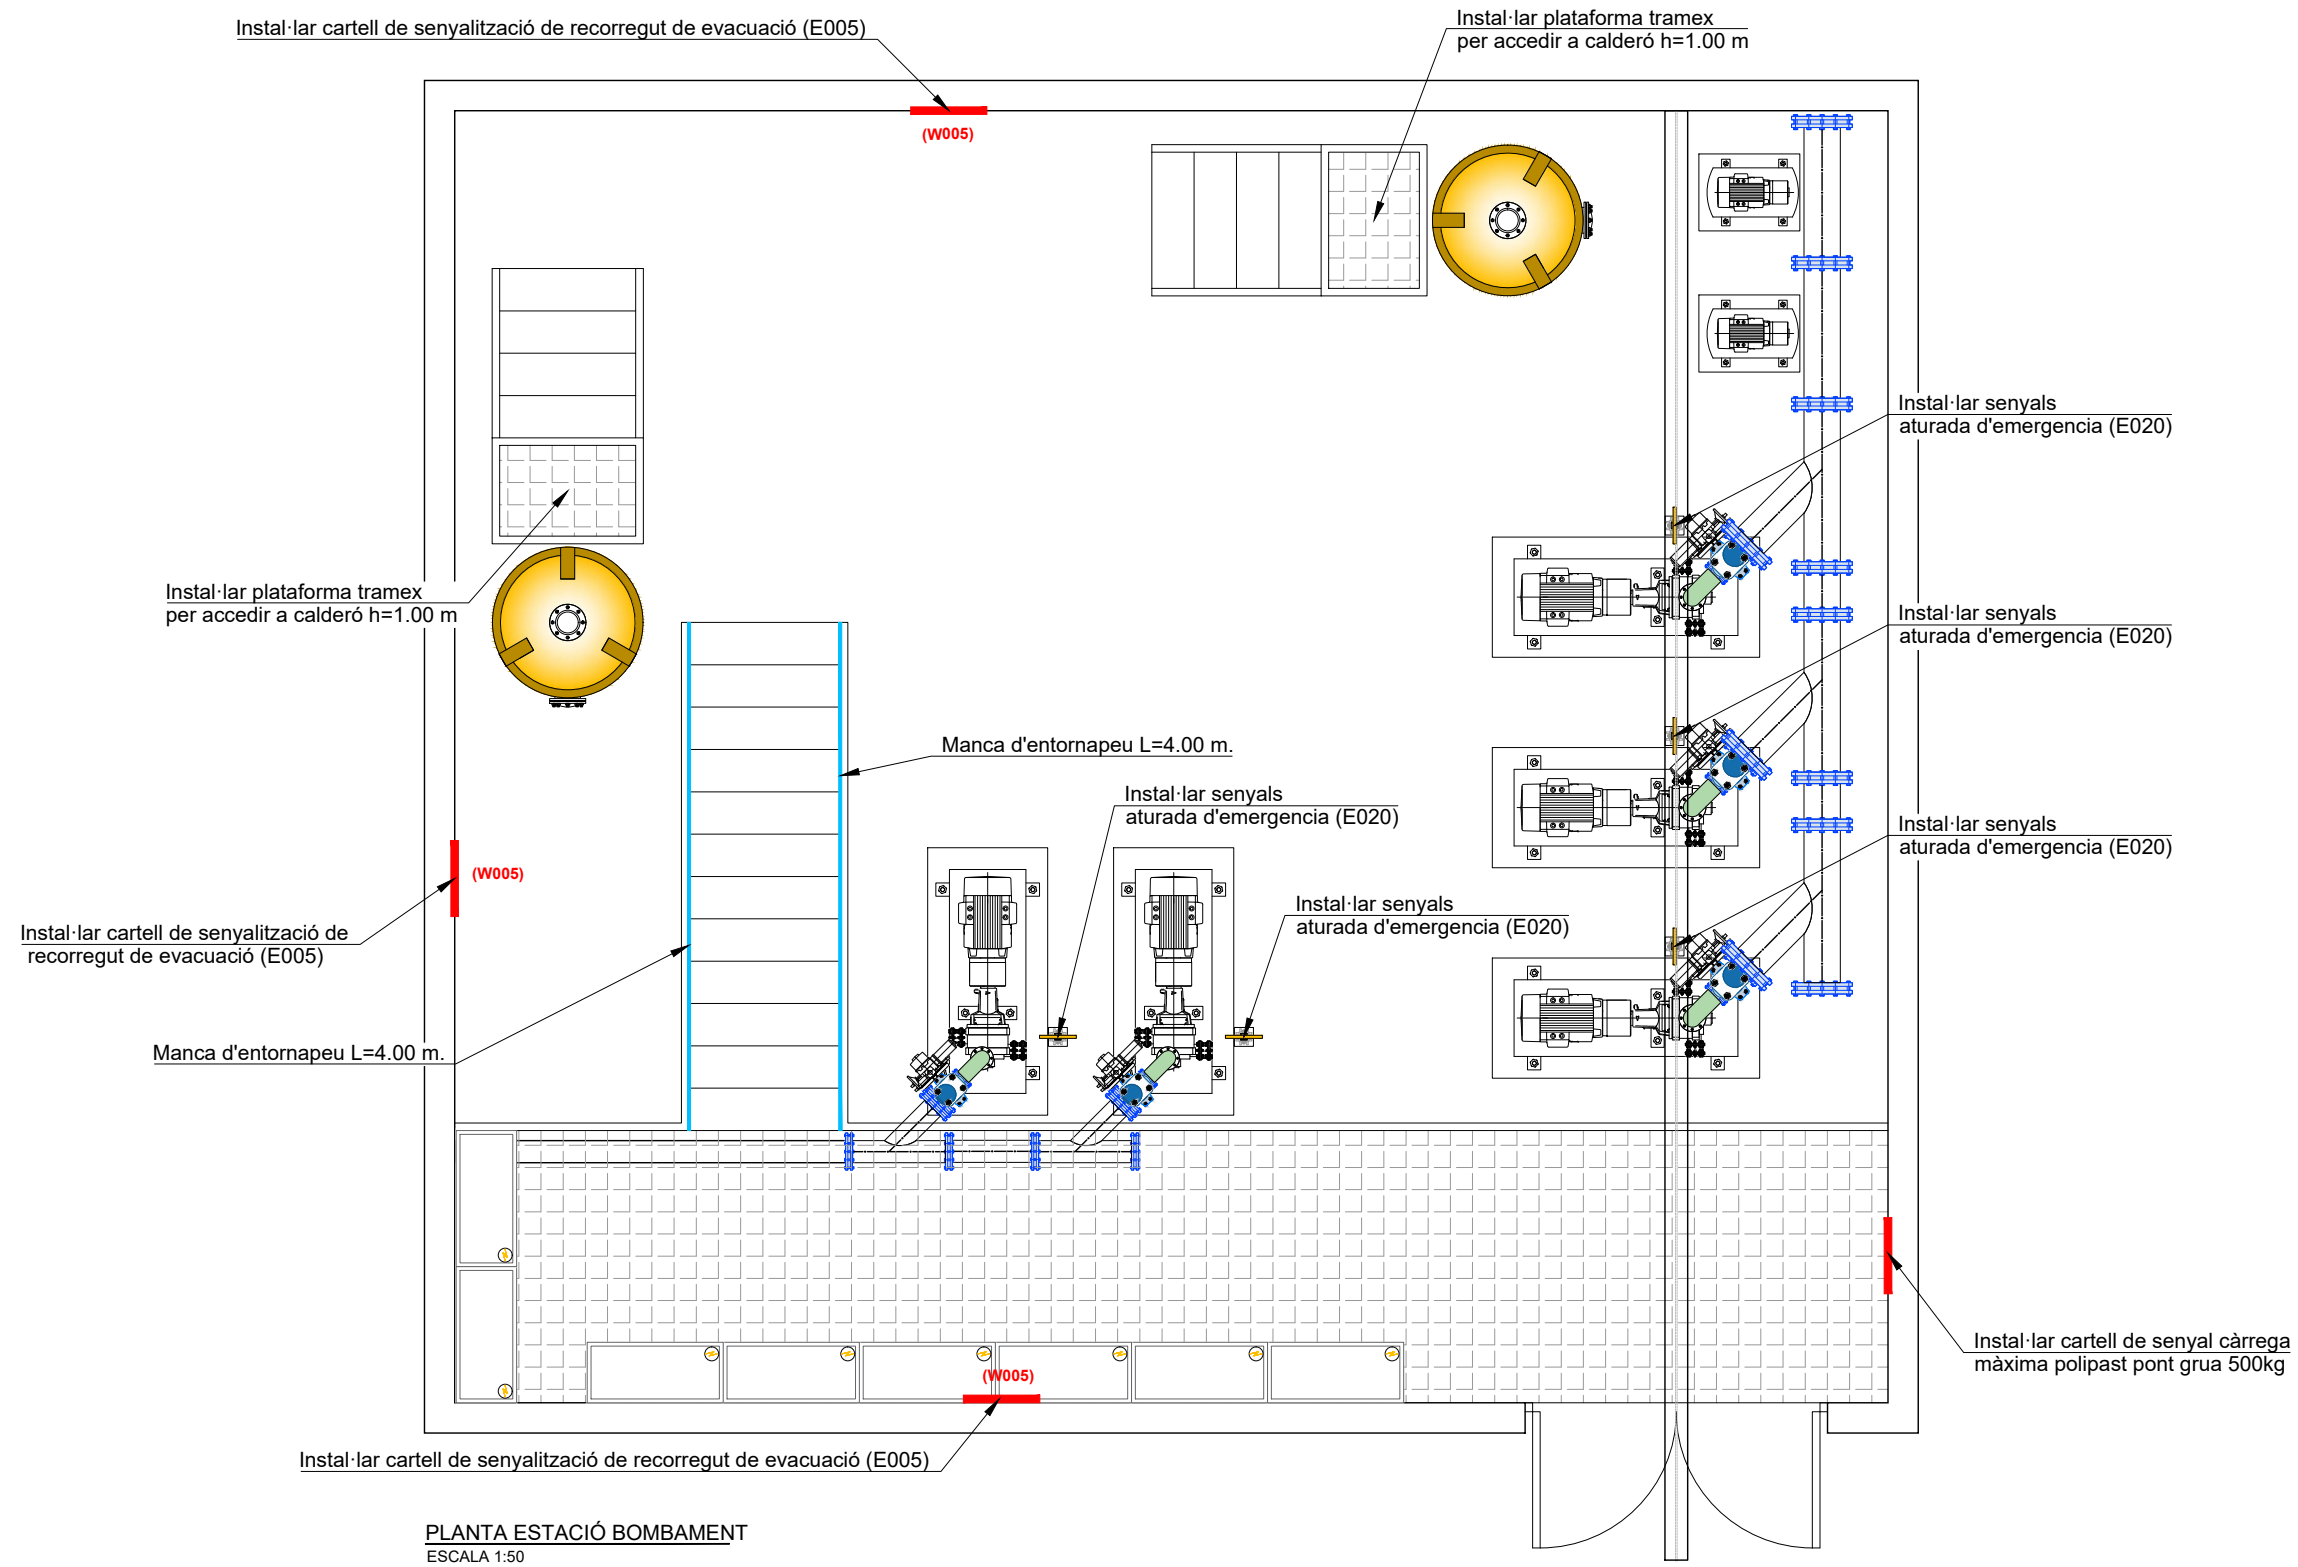 Instal·lar cartell de senyalització de recorregut de evacuació (E005)
Instal·lar plataforma tramex
per accedir a calderó h=1.00 m
(W005)
Instal·lar senyals
aturada d'emergencia (E020)
Instal·lar plataforma tramex
per accedir a calderó h=1.00 m
Instal·lar senyals
aturada d'emergencia (E020)
Manca d'entornapeu L=4.00 m.
Instal·lar senyals
aturada d'emergencia (E020)
Instal·lar senyals
aturada d'emergencia (E020)
(W005)
Instal·lar senyals
aturada d'emergencia (E020)
Instal·lar cartell de senyalització de
recorregut de evacuació (E005)
Manca d'entornapeu L=4.00 m.
Instal·lar cartell de senyal càrrega
màxima polipast pont grua 500kg
(W005)
Instal·lar cartell de senyalització de recorregut de evacuació (E005)
PLANTA ESTACIÓ BOMBAMENT
ESCALA 1:50